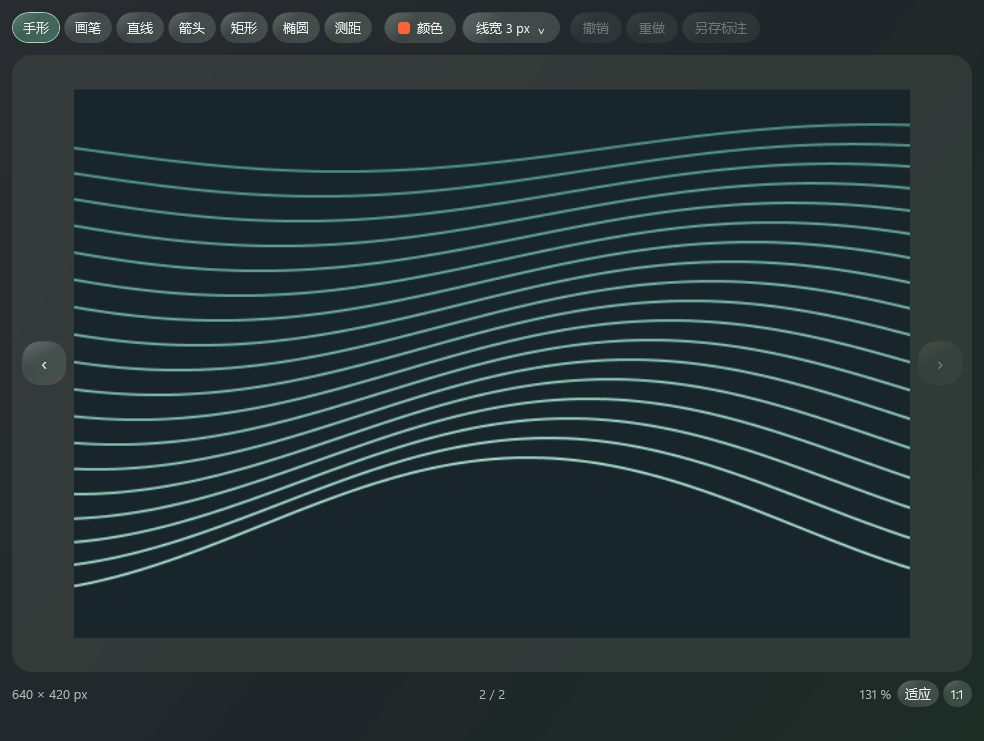 手形 画笔 直线 箭头 矩形 椭圆 测距 颜色 线宽 3 px 撤销 重做 另存标注
640 × 420 px 2 / 2 131 % 适应 1:1